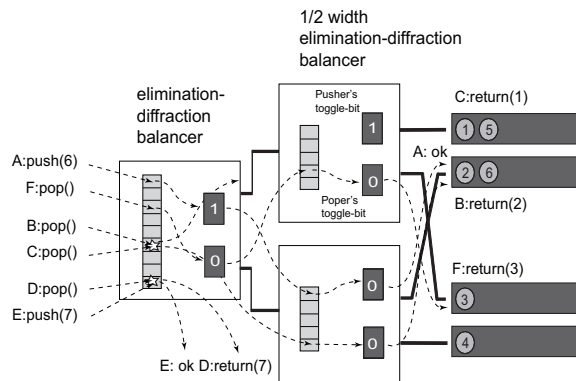 1/2 width
elimination-diffraction
balancer
elimination-
diffraction
balancer
Pusher's
toggle-bit
C:return(1)
1
1 5
A:push(6)
F:pop()
A: ok
0
2 6
1
Poper's
toggle-bit
B:return(2)
B:pop()
C:pop()
0
D:pop()
0
F:return(3)
3
E:push(7)
0
4
E: ok D:return(7)